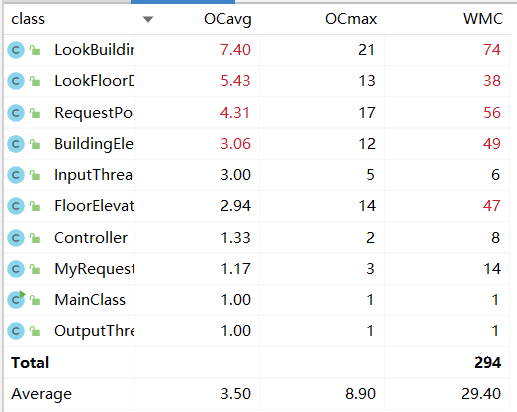 class OCavg OCmax WMC
C LookBuildin 7.40 21 74
C LookFloorD 5.43 13 38
C RequestPo 4.31 17 56
C BuildingEle 3.06 12 49
C InputThrea 3.00 5 6
C FloorElevat 2.94 14 47
C Controller 1.33 2 8
C MyRequest 1.17 3 14
C MainClass 1.00 1 1
C OutputThre 1.00 1 1
Total 294
Average 3.50 8.90 29.40